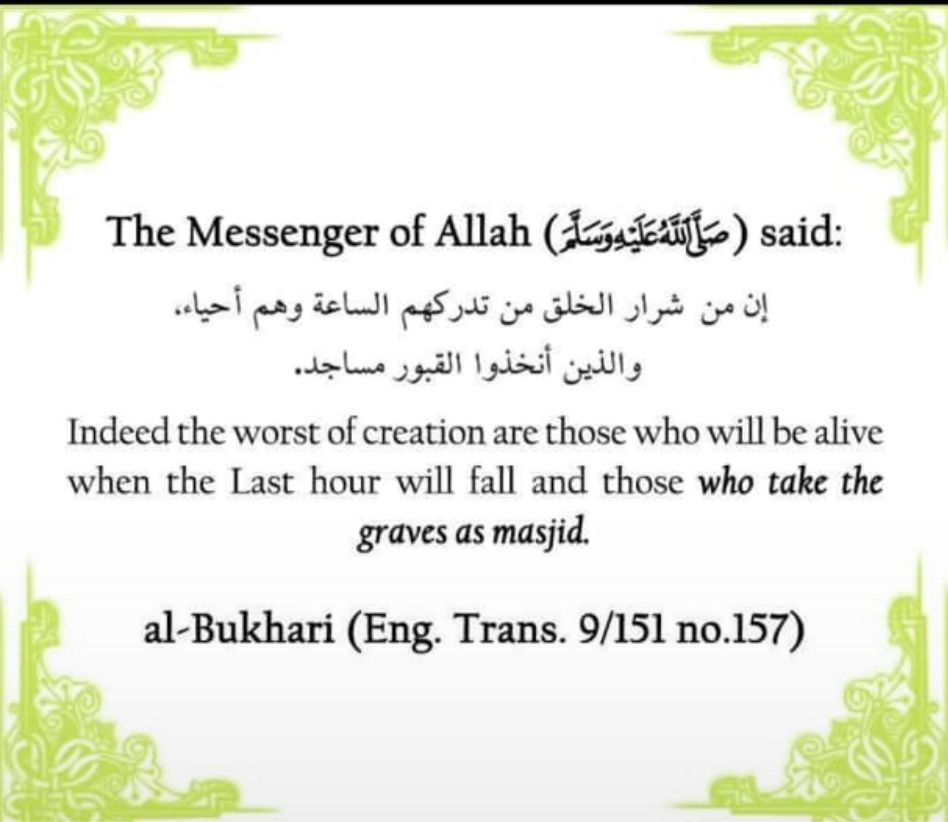 The Messenger of Allah (صَلَّى اللَّهُ عَلَيْهِ وَسَلَّمَ) said:
إن من شرار الخلق من تدركهم الساعة وهم أحياء،
والذين أنخذوا القبور مساجد.
Indeed the worst of creation are those who will be alive
when the Last hour will fall and those who take the
graves as masjid.
al-Bukhari (Eng. Trans. 9/151 no.157)